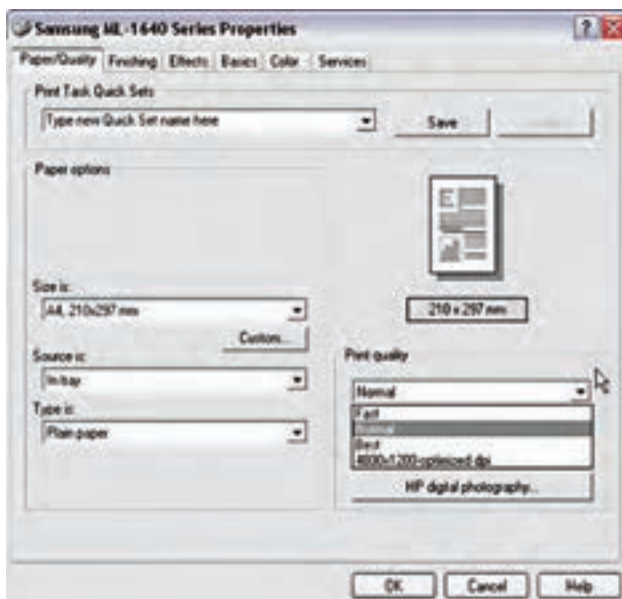 Samsung ML-1640 Series Properties
Paper/Quality Finishing Effects Basics Color Services
Print Task Quick Sets
Type new Quick Set name here
Save
Paper options
Size is:
A4, 210x297 mm
210 x 297 mm
Custom...
Source is:
In-tray
Type is:
Plain paper
Print quality
Normal
Fast
Normal
Best
4800x1200-optimized dpi
HP digital photography...
OK Cancel Help